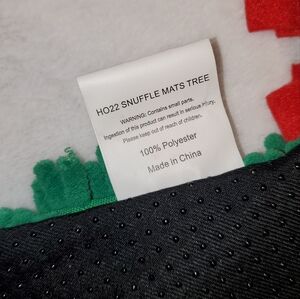 HO22 SNUFFLE MATS TREE
WARNING: Contains small parts.
Ingestion of this product can result in serious injury.
Please keep out of reach of children.
100% Polyester
Made in China